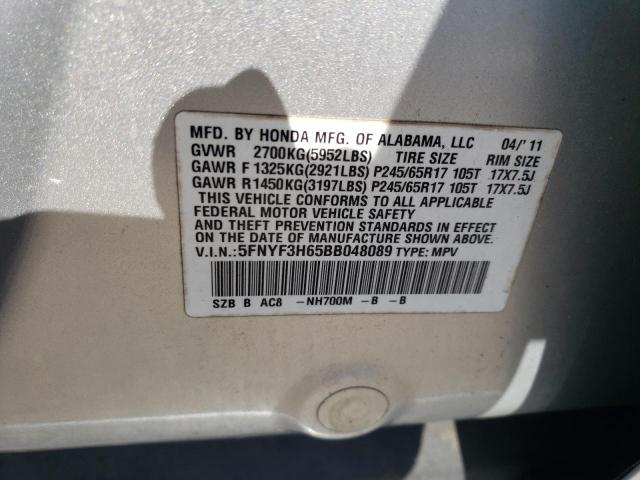 MFD. BY HONDA MFG. OF ALABAMA, LLC 04/'11
GVWR 2700KG(5952LBS) TIRE SIZE RIM SIZE
GAWR F 1325KG(2921LBS) P245/65R17 105T 17X7.5J
GAWR R1450KG(3197LBS) P245/65R17 105T 17X7.5J
THIS VEHICLE CONFORMS TO ALL APPLICABLE
FEDERAL MOTOR VEHICLE SAFETY
AND THEFT PREVENTION STANDARDS IN EFFECT
ON THE DATE OF MANUFACTURE SHOWN ABOVE.
V.I.N.: 5FNYF3H65BB048089 TYPE: MPV
SZB B AC8 -NH700M -B -B